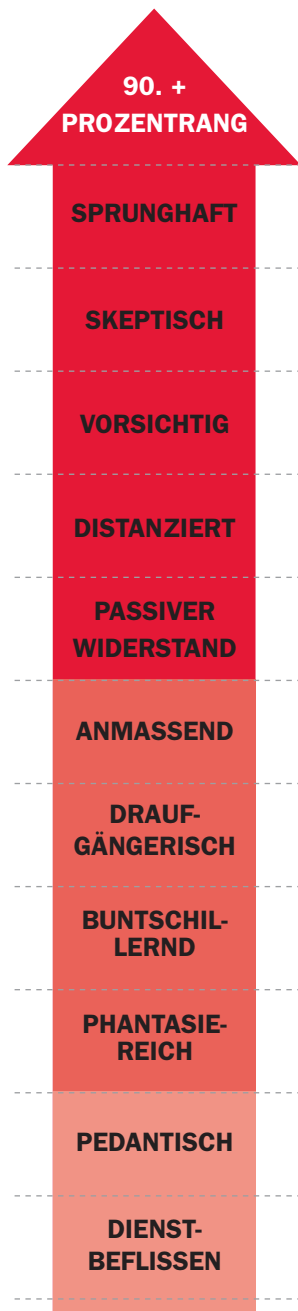 90. +
PROZENTRANG
SPRUNGHAFT
SKEPTISCH
VORSICHTIG
DISTANZIERT
PASSIVER
WIDERSTAND
ANMASSEND
DRAUF-
GÄNGERISCH
BUNTSCHIL-
LERND
PHANTASIE-
REICH
PEDANTISCH
DIENST-
BEFLISSEN